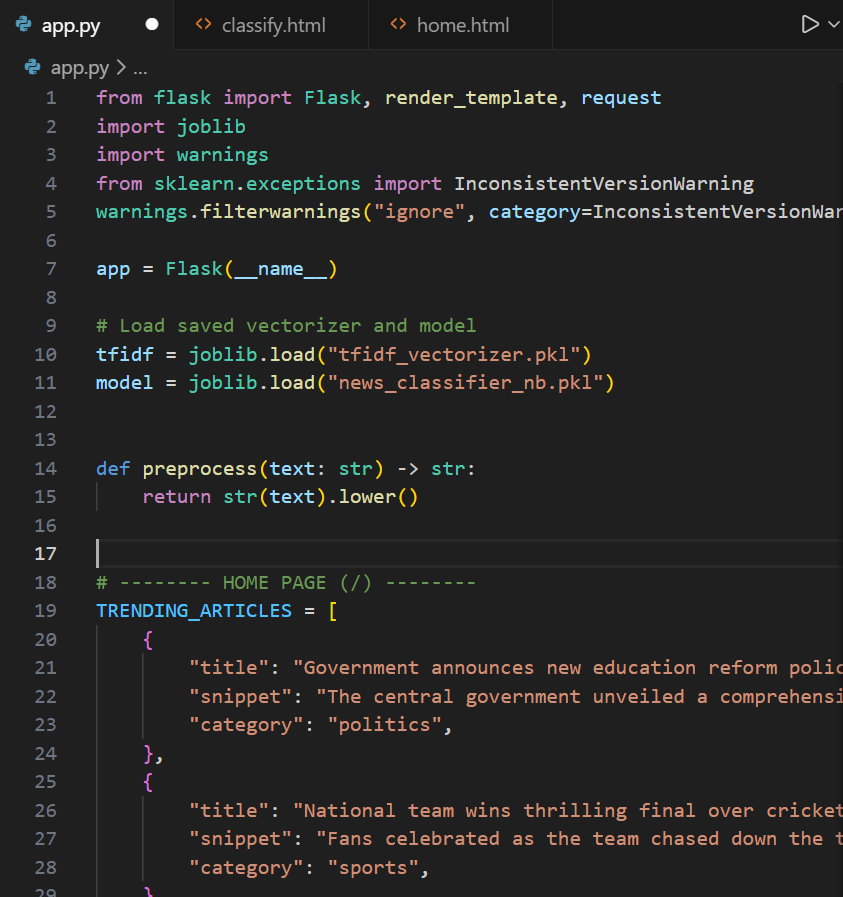 app.py classify.html home.html
app.py > ...
1 from flask import Flask, render_template, request
2 import joblib
3 import warnings
4 from sklearn.exceptions import InconsistentVersionWarning
5 warnings.filterwarnings("ignore", category=InconsistentVersionWar
6
7 app = Flask(__name__)
8
9 # Load saved vectorizer and model
10 tfidf = joblib.load("tfidf_vectorizer.pkl")
11 model = joblib.load("news_classifier_nb.pkl")
12
13
14 def preprocess(text: str) -> str:
15     return str(text).lower()
16
17
18 # -------- HOME PAGE (/) --------
19 TRENDING_ARTICLES = [
20     {
21         "title": "Government announces new education reform polic
22         "snippet": "The central government unveiled a comprehensi
23         "category": "politics",
24     },
25     {
26         "title": "National team wins thrilling final over cricket
27         "snippet": "Fans celebrated as the team chased down the t
28         "category": "sports",
29     }